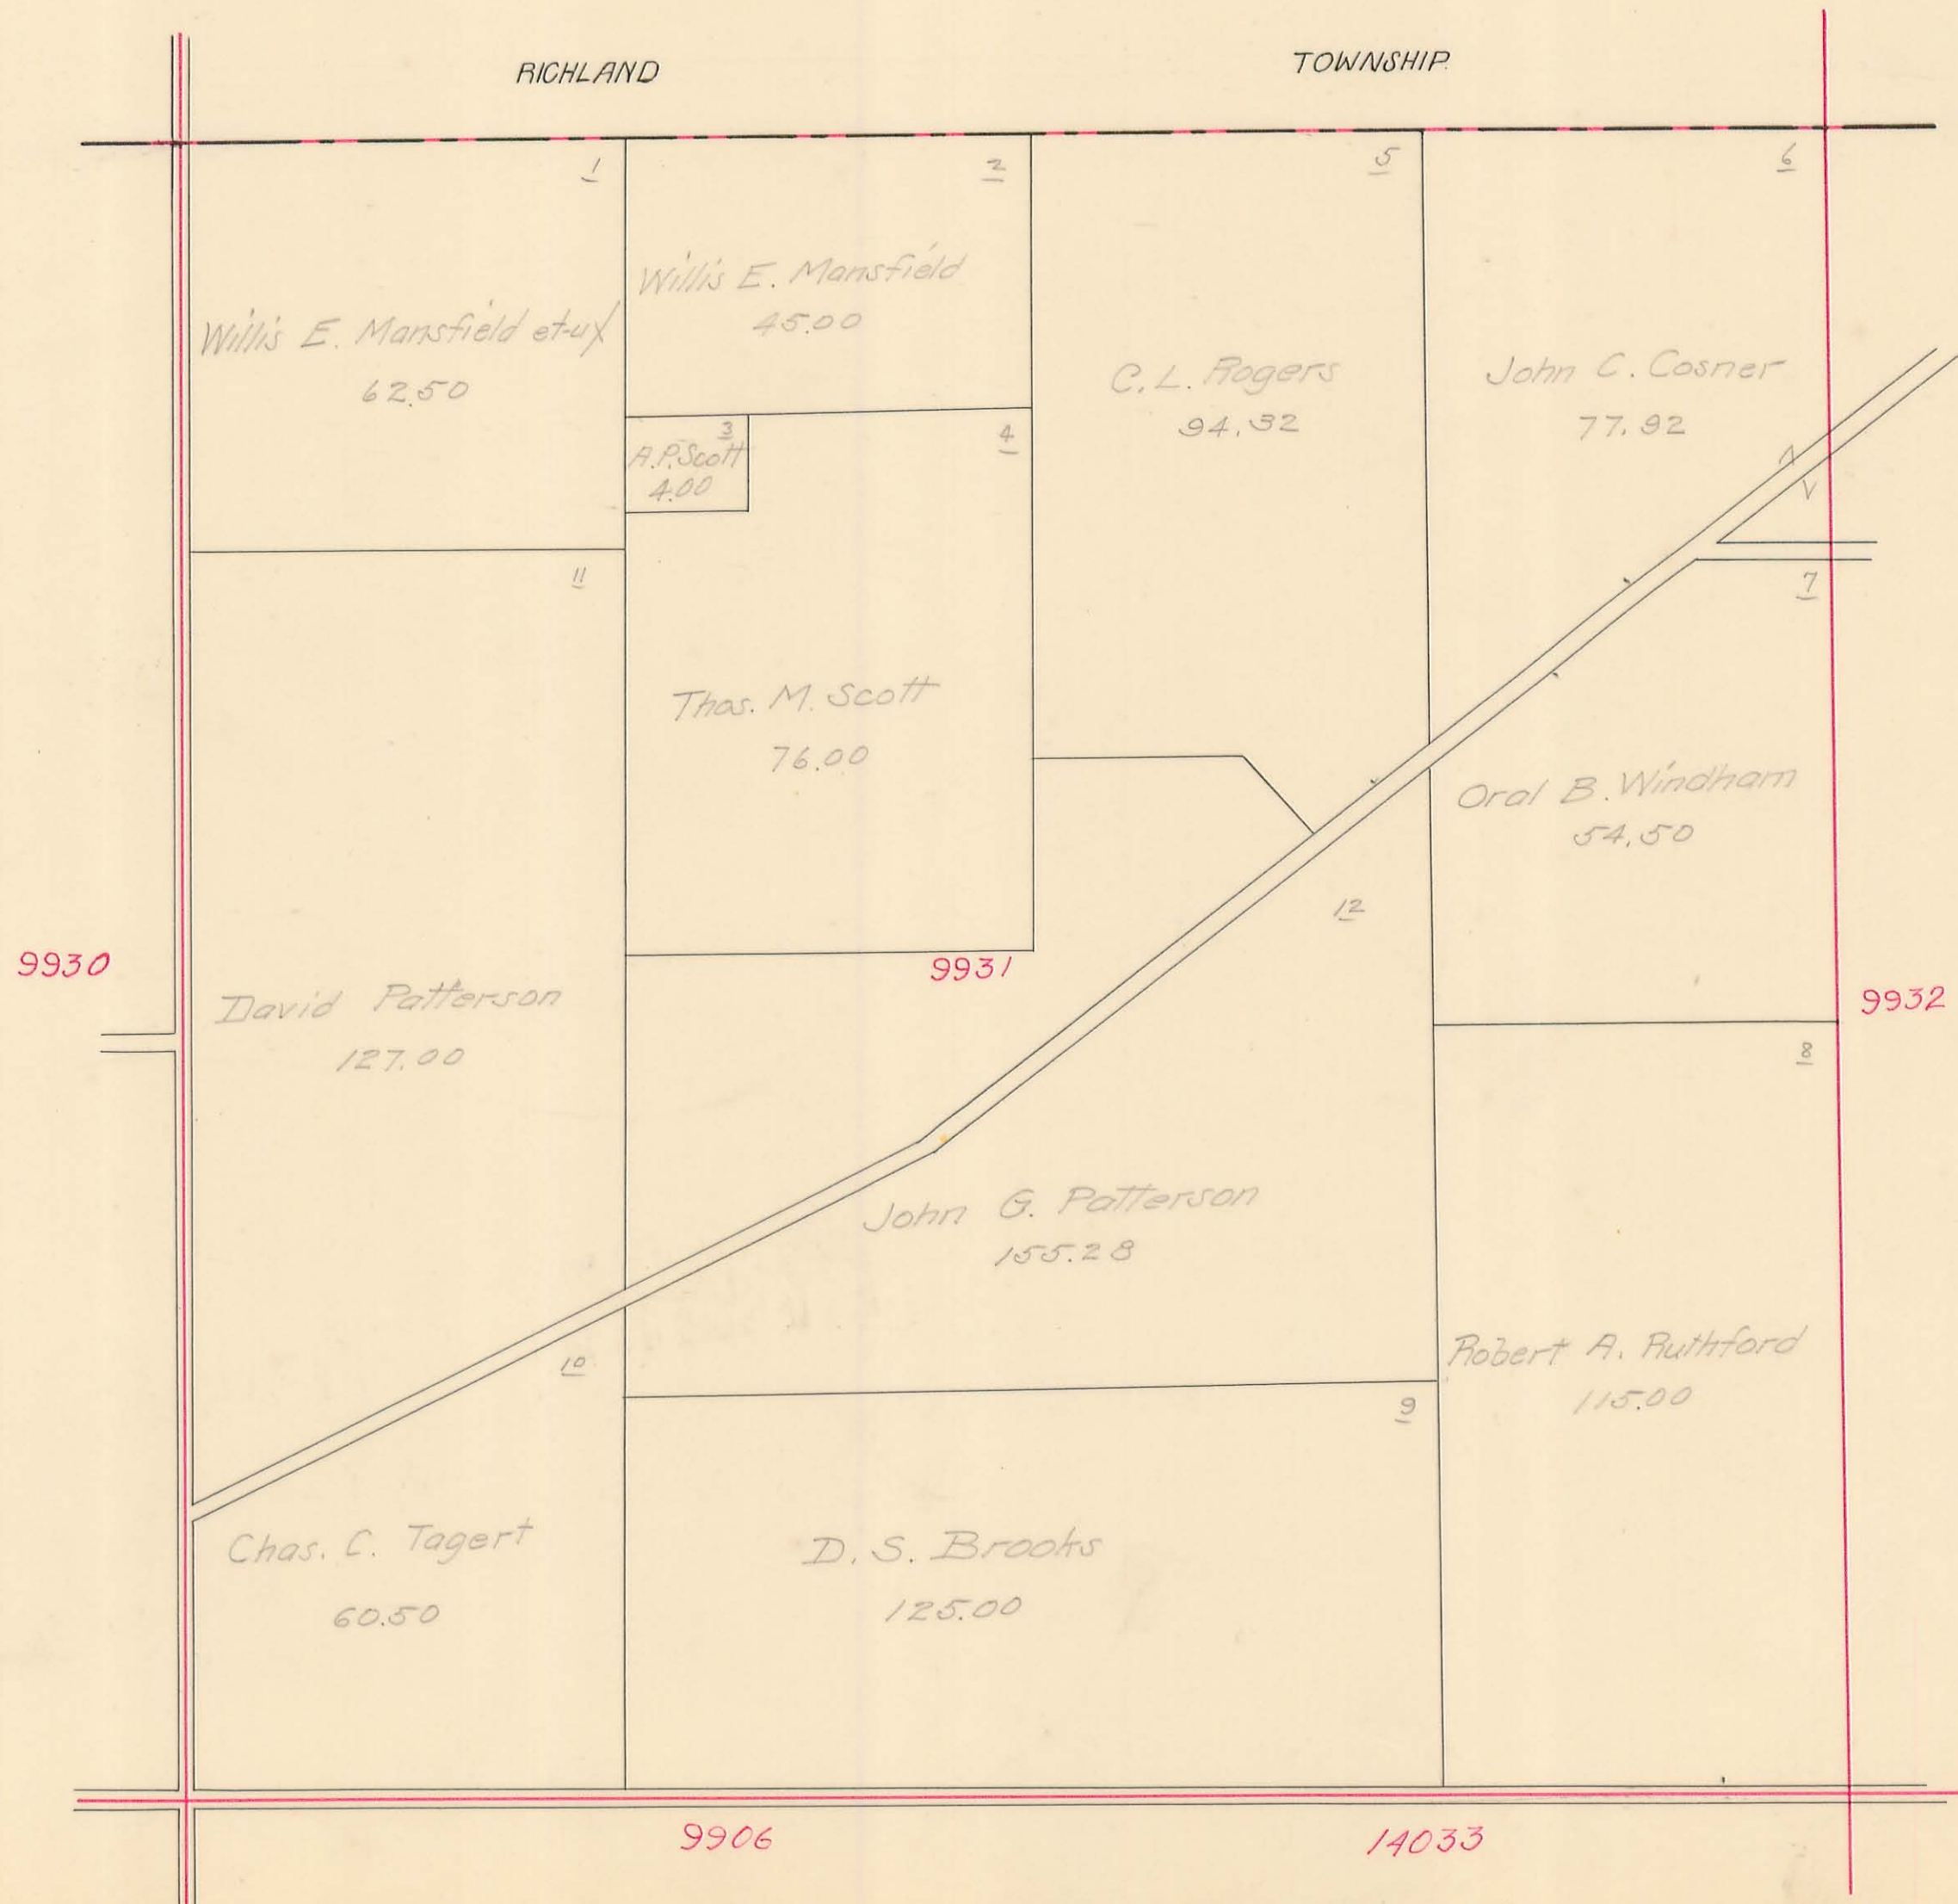 RICHLAND TOWNSHIP.
1
2
5
6
Willis E. Mansfield et-ux
62.50
Willis E. Mansfield
45.00
C. L. Rogers
94.32
John C. Cosner
77.92
3
A.P. Scott
4.00
4
11
7
Thos. M. Scott
76.00
Oral B. Windham
54.50
12
9930
9931
9932
David Patterson
127.00
8
John G. Patterson
155.28
10
Robert A. Ruthford
115.00
9
Chas. C. Tagert
60.50
D. S. Brooks
125.00
9906
14033